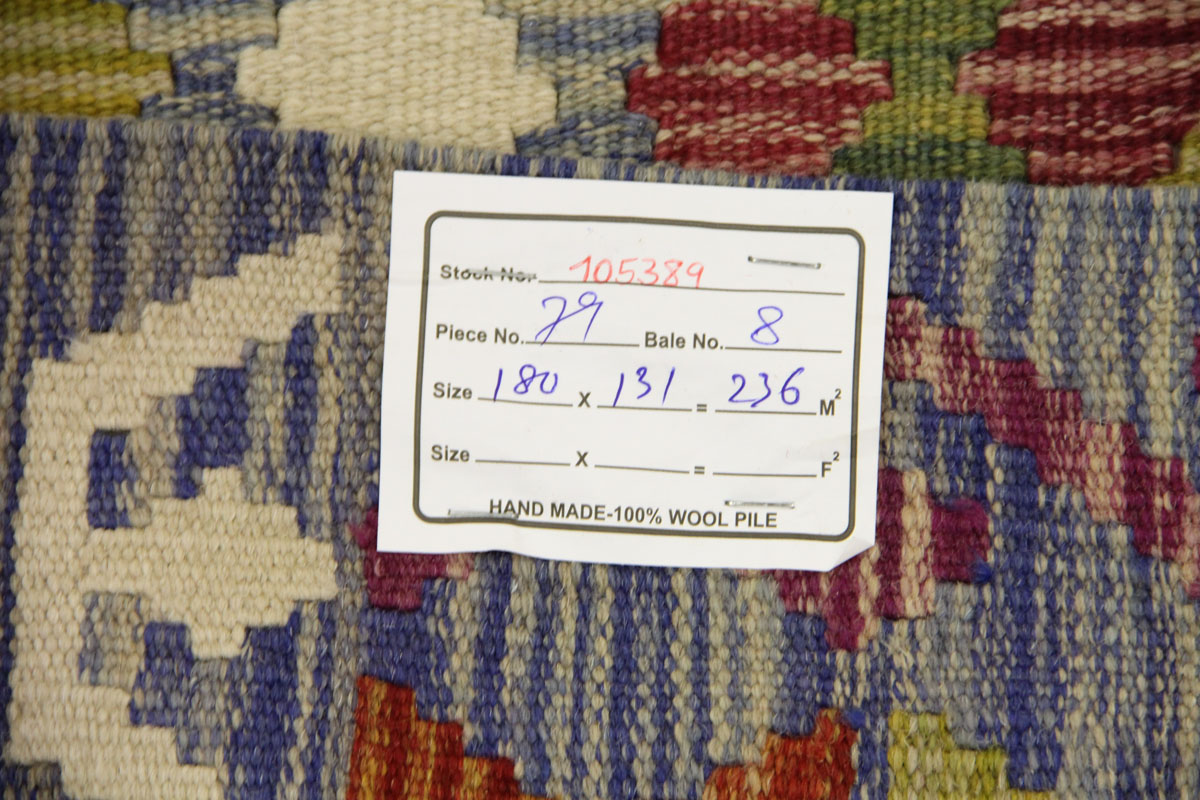 Stock No. 105389
Piece No. 29 Bale No. 8
Size 180 X 131 = 236 M²
Size X = F²
HAND MADE-100% WOOL PILE